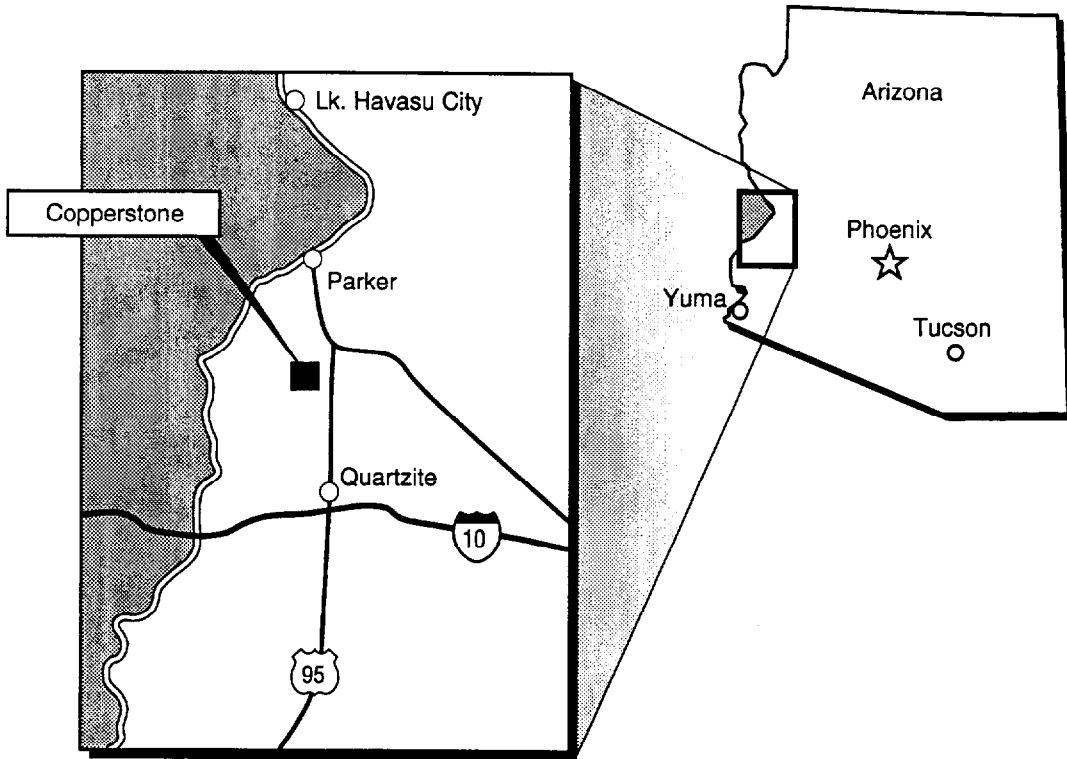 Lk. Havasu City
Copperstone
Parker
Quartzite
10
95
Arizona
Phoenix
Yuma
Tucson